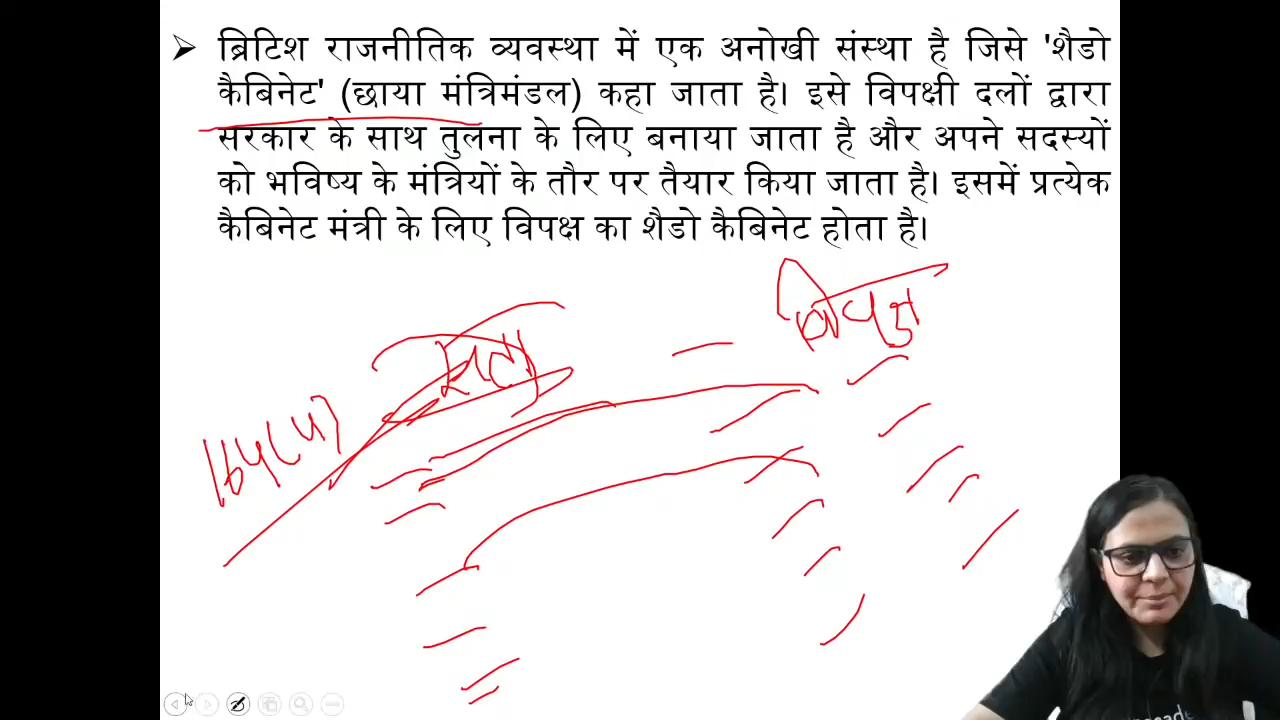 ➤ ब्रिटिश राजनीतिक व्यवस्था में एक अनोखी संस्था है जिसे 'शैडो
कैबिनेट' (छाया मंत्रिमंडल) कहा जाता है। इसे विपक्षी दलों द्वारा
सरकार के साथ तुलना के लिए बनाया जाता है और अपने सदस्यों
को भविष्य के मंत्रियों के तौर पर तैयार किया जाता है। इसमें प्रत्येक
कैबिनेट मंत्री के लिए विपक्ष का शैडो कैबिनेट होता है।
विपक्ष
सत्ता